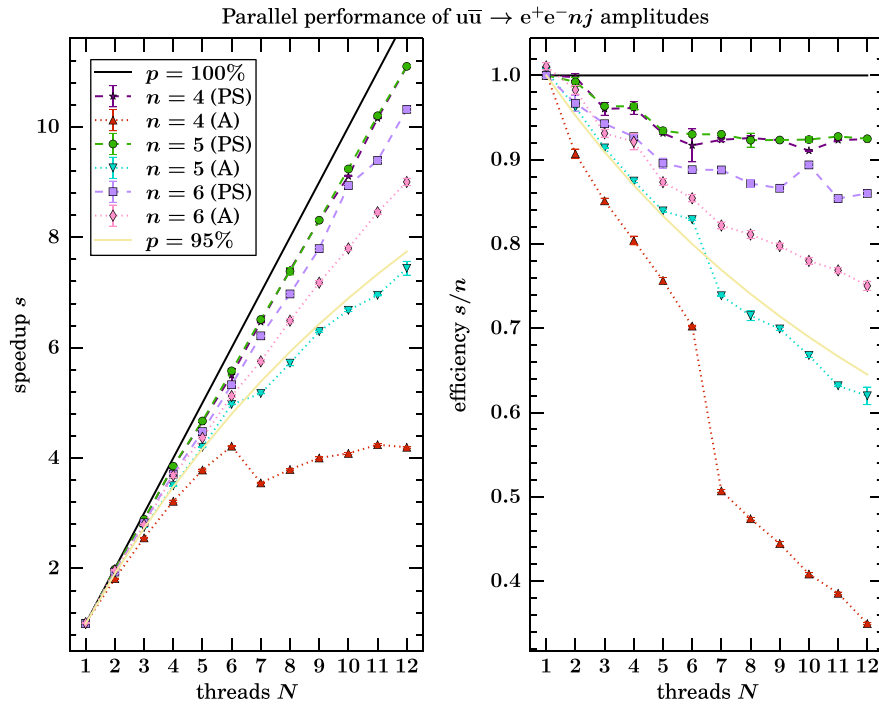 Parallel performance of uū → e⁺e⁻nj amplitudes
speedup s
10
8
6
4
2
p = 100%
n = 4 (PS)
n = 4 (A)
n = 5 (PS)
n = 5 (A)
n = 6 (PS)
n = 6 (A)
p = 95%
1 2 3 4 5 6 7 8 9 10 11 12
threads N
efficiency s/n
1.0
0.9
0.8
0.7
0.6
0.5
0.4
1 2 3 4 5 6 7 8 9 10 11 12
threads N